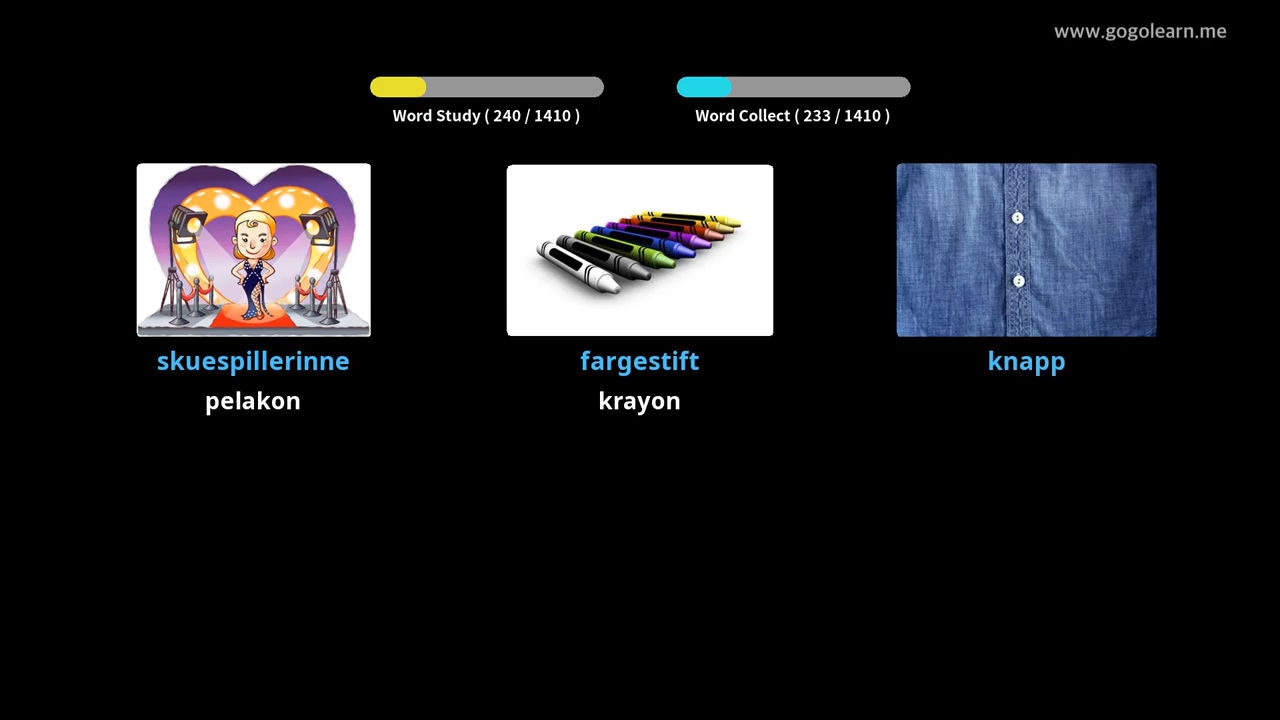 www.gogolearn.me
Word Study ( 240 / 1410 )
Word Collect ( 233 / 1410 )
skuespillerinne
fargestift
knapp
pelakon
krayon